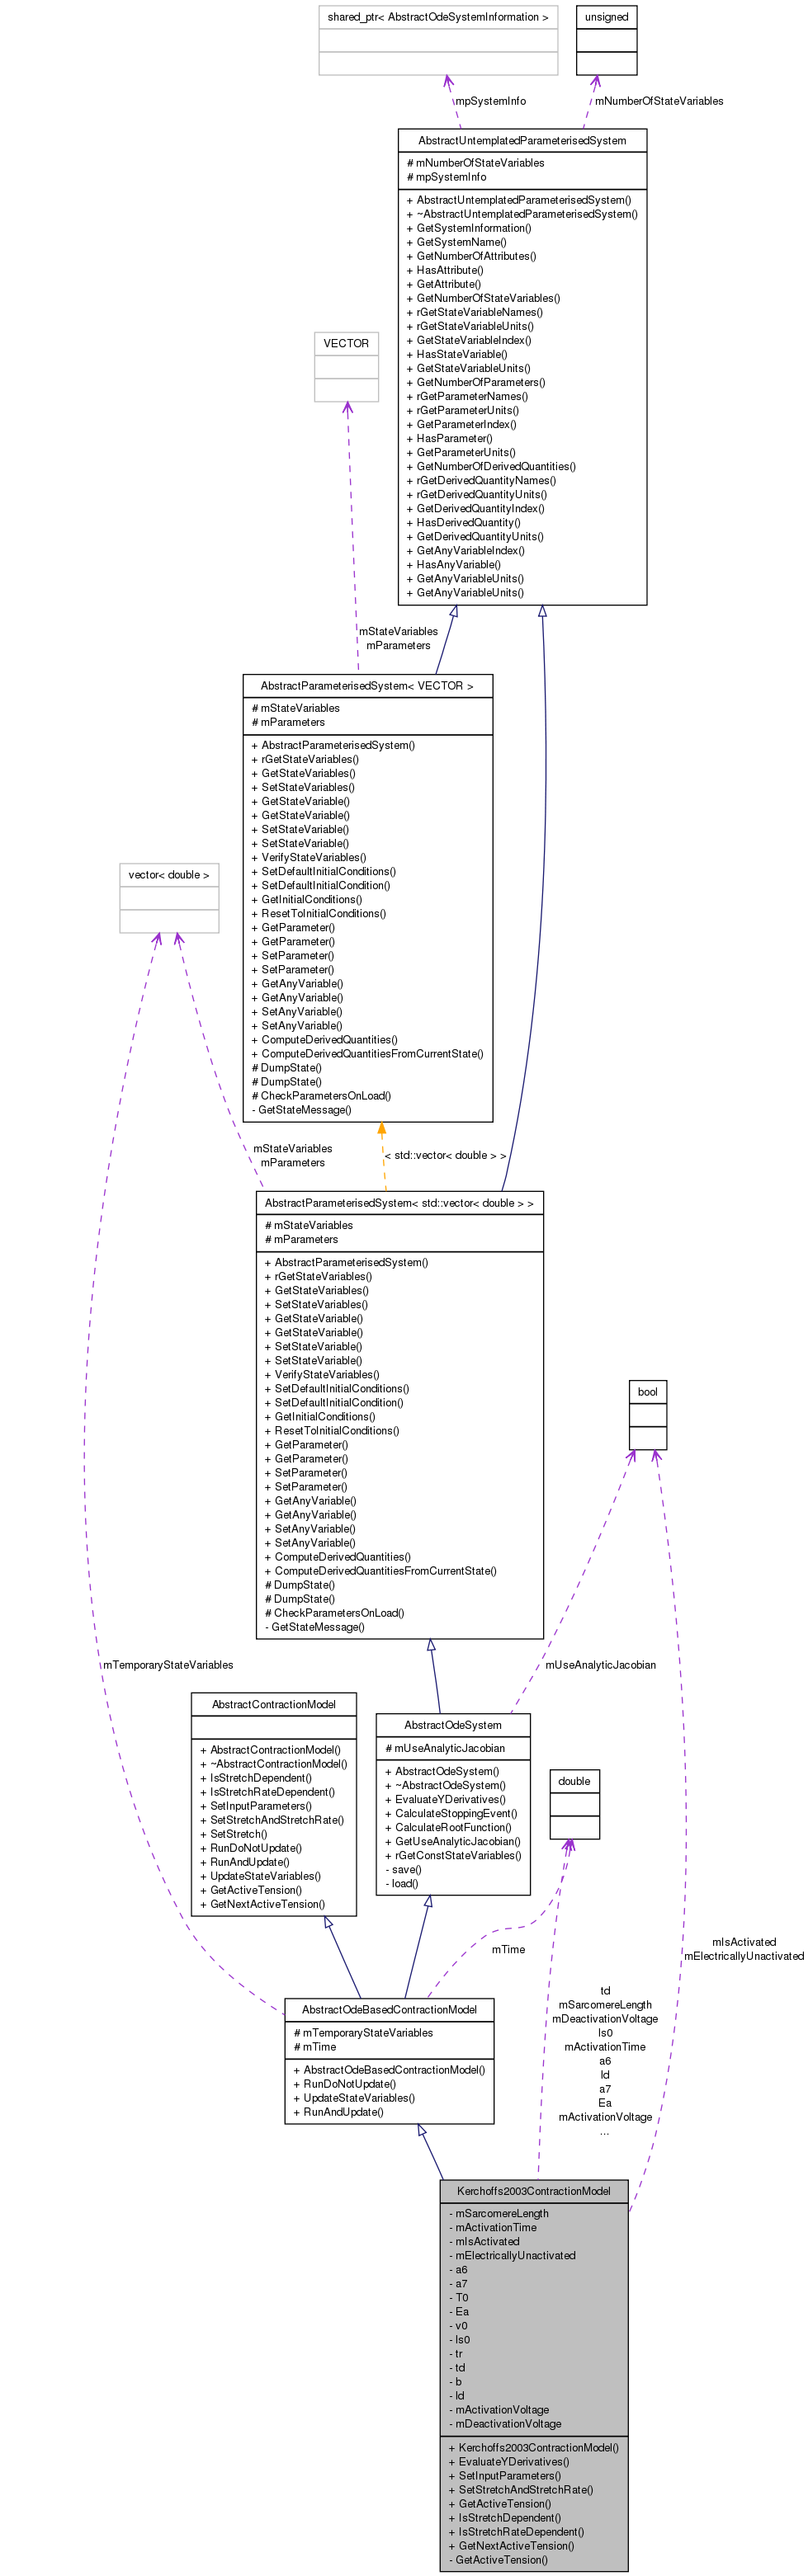 shared_ptr< AbstractOdeSystemInformation >
unsigned
mpSystemInfo
mNumberOfStateVariables
AbstractUntemplatedParameterisedSystem
# mNumberOfStateVariables
# mpSystemInfo
+ AbstractUntemplatedParameterisedSystem()
+ ~AbstractUntemplatedParameterisedSystem()
+ GetSystemInformation()
+ GetSystemName()
+ GetNumberOfAttributes()
+ HasAttribute()
+ GetAttribute()
+ GetNumberOfStateVariables()
+ rGetStateVariableNames()
+ rGetStateVariableUnits()
+ GetStateVariableIndex()
+ HasStateVariable()
+ GetStateVariableUnits()
+ GetNumberOfParameters()
+ rGetParameterNames()
+ rGetParameterUnits()
+ GetParameterIndex()
+ HasParameter()
+ GetParameterUnits()
+ GetNumberOfDerivedQuantities()
+ rGetDerivedQuantityNames()
+ rGetDerivedQuantityUnits()
+ GetDerivedQuantityIndex()
+ HasDerivedQuantity()
+ GetDerivedQuantityUnits()
+ GetAnyVariableIndex()
+ HasAnyVariable()
+ GetAnyVariableUnits()
+ GetAnyVariableUnits()
VECTOR
mStateVariables
mParameters
AbstractParameterisedSystem< VECTOR >
# mStateVariables
# mParameters
+ AbstractParameterisedSystem()
+ rGetStateVariables()
+ GetStateVariables()
+ SetStateVariables()
+ GetStateVariable()
+ GetStateVariable()
+ SetStateVariable()
+ SetStateVariable()
+ VerifyStateVariables()
+ SetDefaultInitialConditions()
+ SetDefaultInitialCondition()
+ GetInitialConditions()
+ ResetToInitialConditions()
+ GetParameter()
+ GetParameter()
+ SetParameter()
+ SetParameter()
+ GetAnyVariable()
+ GetAnyVariable()
+ SetAnyVariable()
+ SetAnyVariable()
+ ComputeDerivedQuantities()
+ ComputeDerivedQuantitiesFromCurrentState()
# DumpState()
# DumpState()
# CheckParametersOnLoad()
- GetStateMessage()
vector< double >
mStateVariables
mParameters
< std::vector< double > >
AbstractParameterisedSystem< std::vector< double > >
# mStateVariables
# mParameters
+ AbstractParameterisedSystem()
+ rGetStateVariables()
+ GetStateVariables()
+ SetStateVariables()
+ GetStateVariable()
+ GetStateVariable()
+ SetStateVariable()
+ SetStateVariable()
+ VerifyStateVariables()
+ SetDefaultInitialConditions()
+ SetDefaultInitialCondition()
+ GetInitialConditions()
+ ResetToInitialConditions()
+ GetParameter()
+ GetParameter()
+ SetParameter()
+ SetParameter()
+ GetAnyVariable()
+ GetAnyVariable()
+ SetAnyVariable()
+ SetAnyVariable()
+ ComputeDerivedQuantities()
+ ComputeDerivedQuantitiesFromCurrentState()
# DumpState()
# DumpState()
# CheckParametersOnLoad()
- GetStateMessage()
bool
mTemporaryStateVariables
mUseAnalyticJacobian
AbstractContractionModel
+ AbstractContractionModel()
+ ~AbstractContractionModel()
+ IsStretchDependent()
+ IsStretchRateDependent()
+ SetInputParameters()
+ SetStretchAndStretchRate()
+ SetStretch()
+ RunDoNotUpdate()
+ RunAndUpdate()
+ UpdateStateVariables()
+ GetActiveTension()
+ GetNextActiveTension()
AbstractOdeSystem
# mUseAnalyticJacobian
+ AbstractOdeSystem()
+ ~AbstractOdeSystem()
+ EvaluateYDerivatives()
+ CalculateStoppingEvent()
+ CalculateRootFunction()
+ GetUseAnalyticJacobian()
+ rGetConstStateVariables()
- save()
- load()
double
mTime
mIsActivated
mElectricallyUnactivated
td
mSarcomereLength
mDeactivationVoltage
ls0
mActivationTime
a6
ld
a7
Ea
mActivationVoltage
...
AbstractOdeBasedContractionModel
# mTemporaryStateVariables
# mTime
+ AbstractOdeBasedContractionModel()
+ RunDoNotUpdate()
+ UpdateStateVariables()
+ RunAndUpdate()
Kerchoffs2003ContractionModel
- mSarcomereLength
- mActivationTime
- mIsActivated
- mElectricallyUnactivated
- a6
- a7
- T0
- Ea
- v0
- ls0
- tr
- td
- b
- ld
- mActivationVoltage
- mDeactivationVoltage
+ Kerchoffs2003ContractionModel()
+ EvaluateYDerivatives()
+ SetInputParameters()
+ SetStretchAndStretchRate()
+ GetActiveTension()
+ IsStretchDependent()
+ IsStretchRateDependent()
+ GetNextActiveTension()
- GetActiveTension()